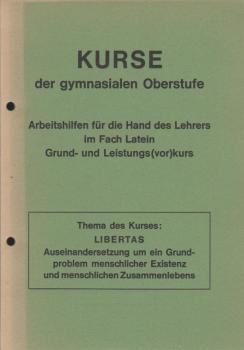 KURSE
der gymnasialen Oberstufe
Arbeitshilfen für die Hand des Lehrers
im Fach Latein
Grund- und Leistungs(vor)kurs
Thema des Kurses:
LIBERTAS
Auseinandersetzung um ein Grund-
problem menschlicher Existenz
und menschlichen Zusammenlebens